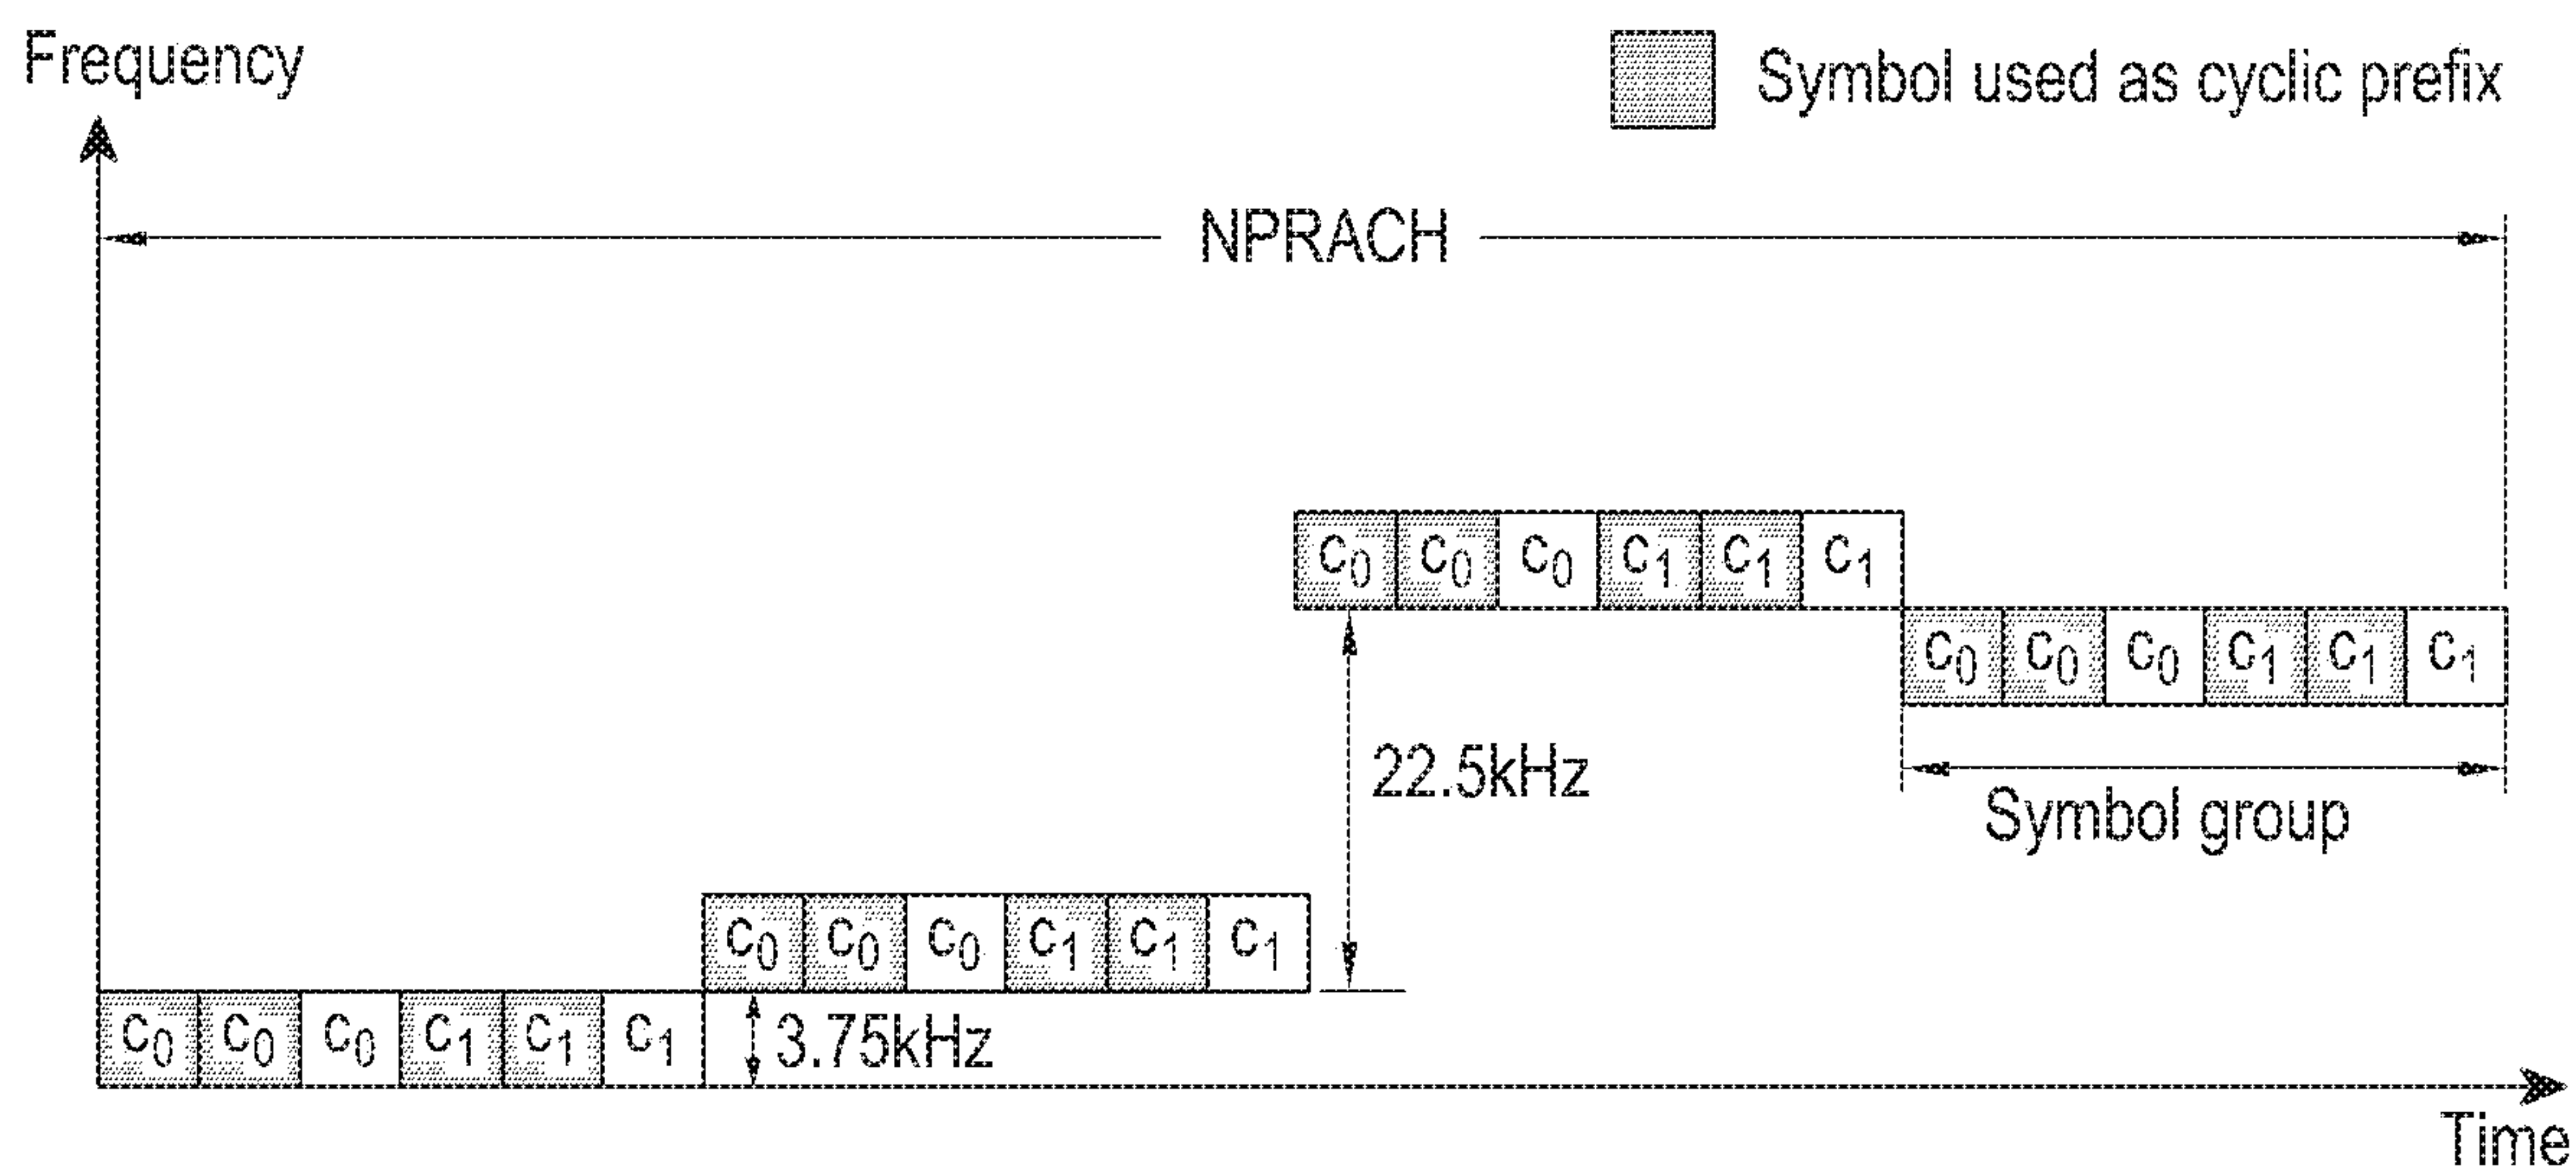 Frequency
Symbol used as cyclic prefix
NPRACH
c₀ c₀ c₀ c₁ c₁ c₁
c₀ c₀ c₀ c₁ c₁ c₁
22.5kHz
Symbol group
c₀ c₀ c₀ c₁ c₁ c₁
c₀ c₀ c₀ c₁ c₁ c₁
3.75kHz
Time